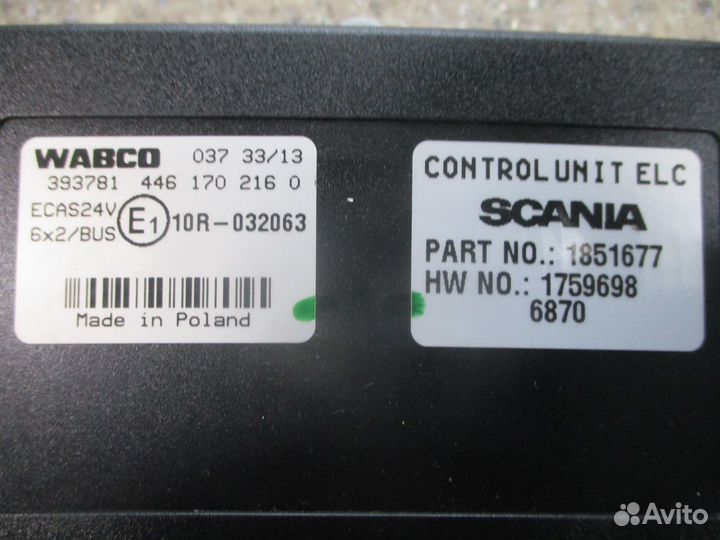 WABCO 037 33/13
393781 446 170 216 0
ECAS24V
6x2/BUS
E1
10R-032063
Made in Poland
CONTROL UNIT ELC
SCANIA
PART NO.: 1851677
HW NO.: 1759698
6870
Avito